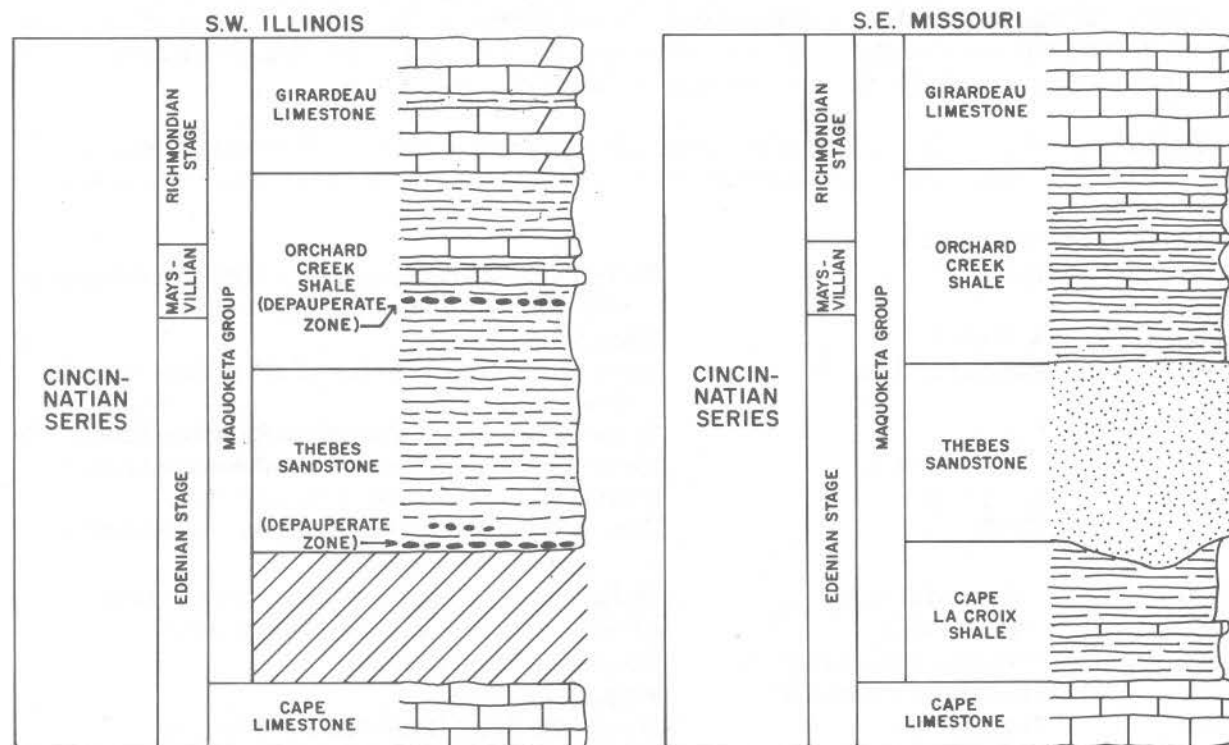 S.W. ILLINOIS
CINCIN-
NATIAN
SERIES
RICHMONDIAN
STAGE
MAYS-
VILLIAN
EDENIAN STAGE
MAQUOKETA GROUP
GIRARDEAU
LIMESTONE
ORCHARD
CREEK
SHALE
(DEPAUPERATE
ZONE)
THEBES
SANDSTONE
(DEPAUPERATE
ZONE)
CAPE
LIMESTONE
S.E. MISSOURI
CINCIN-
NATIAN
SERIES
RICHMONDIAN
STAGE
MAYS-
VILLIAN
EDENIAN STAGE
MAQUOKETA GROUP
GIRARDEAU
LIMESTONE
ORCHARD
CREEK
SHALE
THEBES
SANDSTONE
CAPE
LA CROIX
SHALE
CAPE
LIMESTONE